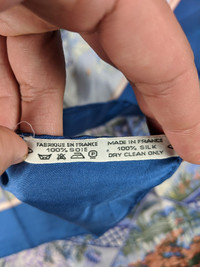 FABRIQUE EN FRANCE
100% SOIE
MADE IN FRANCE
100% SILK
DRY CLEAN ONLY